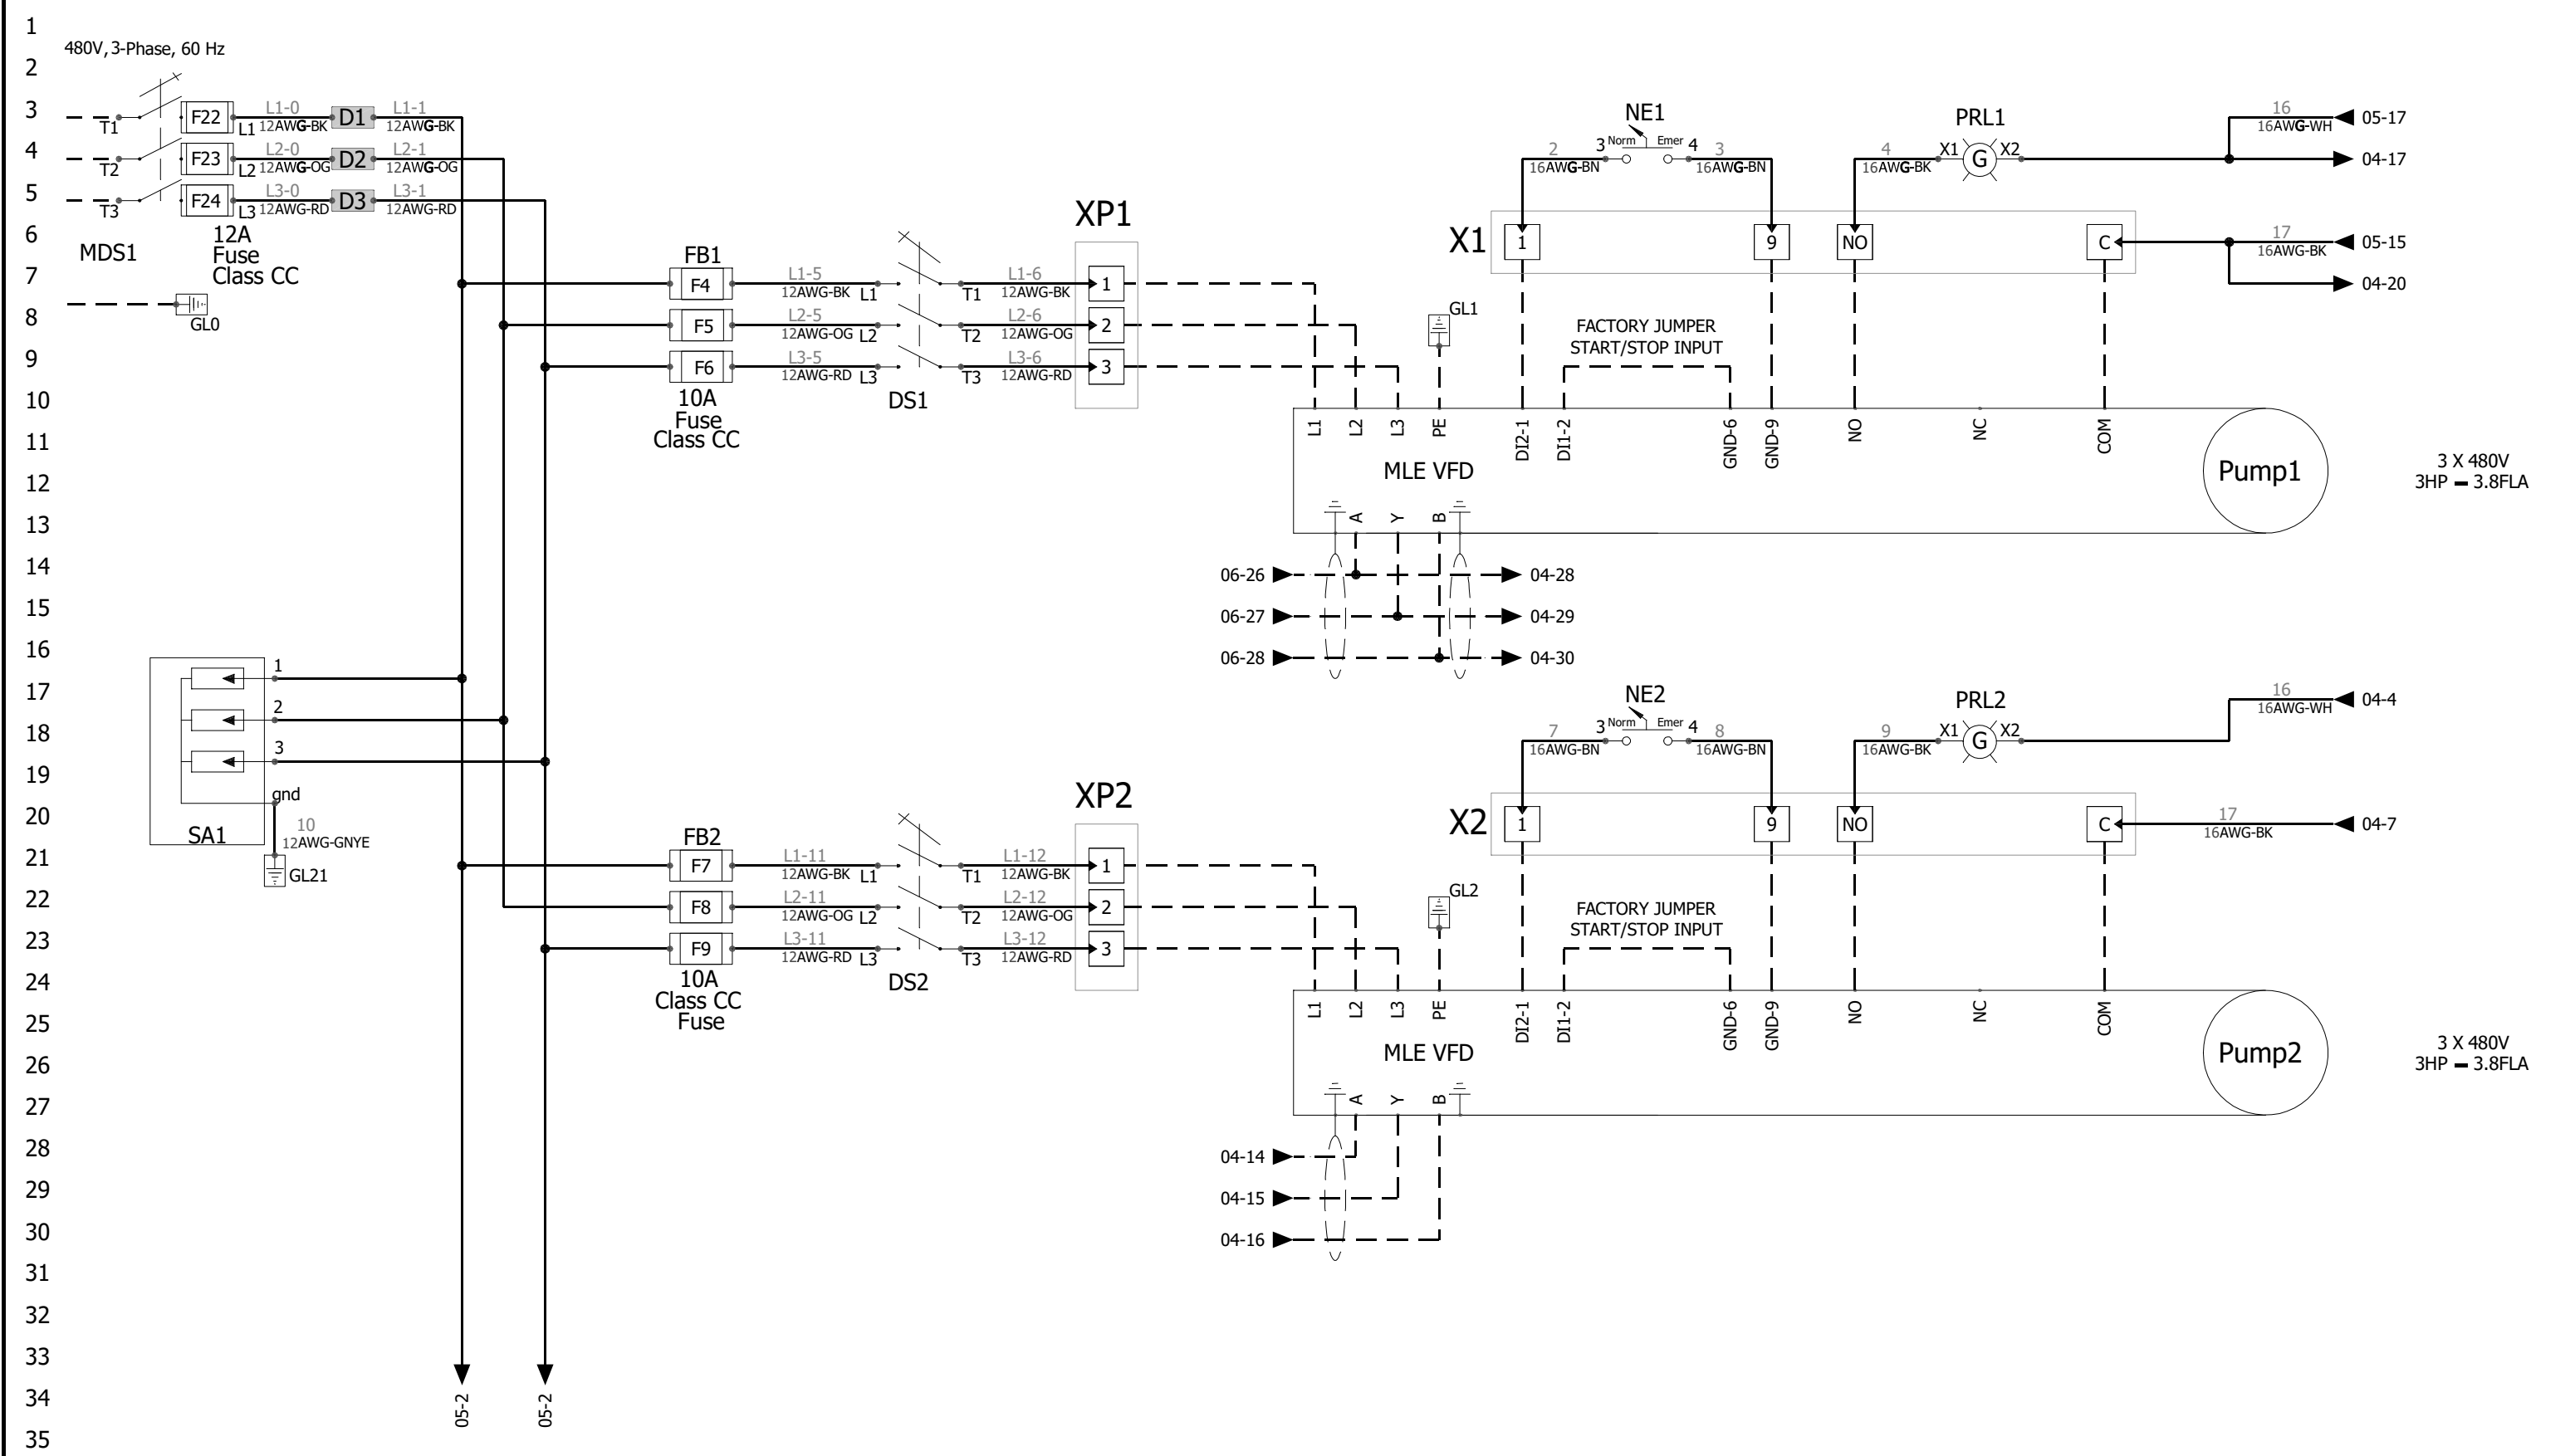 1
480V, 3-Phase, 60 Hz
2
3
T1
F22
L1
L1-0
12AWG-BK
D1
L1-1
12AWG-BK
4
T2
F23
L2
L2-0
12AWG-OG
D2
L2-1
12AWG-OG
5
T3
F24
L3
L3-0
12AWG-RD
D3
L3-1
12AWG-RD
6
MDS1
12A
Fuse
Class CC
7
8
GL0
9
10
11
12
13
14
15
16
17
18
19
20
21
22
23
24
25
26
27
28
29
30
31
32
33
34
35
FB1
F4
L1-5
12AWG-BK
L1
T1
L1-6
12AWG-BK
F5
L2-5
12AWG-OG
L2
T2
L2-6
12AWG-OG
F6
L3-5
12AWG-RD
L3
T3
L3-6
12AWG-RD
10A
Fuse
Class CC
DS1
XP1
1
2
3
NE1
2
16AWG-BN
3
Norm
Emer
4
3
16AWG-BN
PRL1
4
16AWG-BK
X1
G
X2
16
16AWG-WH
05-17
04-17
X1
1
9
NO
C
17
16AWG-BK
05-15
04-20
GL1
FACTORY JUMPER
START/STOP INPUT
L1
L2
L3
PE
DI2-1
DI1-2
GND-6
GND-9
NO
NC
COM
MLE VFD
Pump1
3 X 480V
3HP - 3.8FLA
A
Y
B
06-26
04-28
06-27
04-29
06-28
04-30
1
2
3
gnd
SA1
10
12AWG-GNYE
GL21
FB2
F7
L1-11
12AWG-BK
L1
T1
L1-12
12AWG-BK
F8
L2-11
12AWG-OG
L2
T2
L2-12
12AWG-OG
F9
L3-11
12AWG-RD
L3
T3
L3-12
12AWG-RD
10A
Class CC
Fuse
DS2
XP2
1
2
3
NE2
7
16AWG-BN
3
Norm
Emer
4
8
16AWG-BN
PRL2
9
16AWG-BK
X1
G
X2
16
16AWG-WH
04-4
X2
1
9
NO
C
17
16AWG-BK
04-7
GL2
FACTORY JUMPER
START/STOP INPUT
L1
L2
L3
PE
DI2-1
DI1-2
GND-6
GND-9
NO
NC
COM
MLE VFD
Pump2
3 X 480V
3HP - 3.8FLA
A
Y
B
04-14
04-15
04-16
05-2
05-2